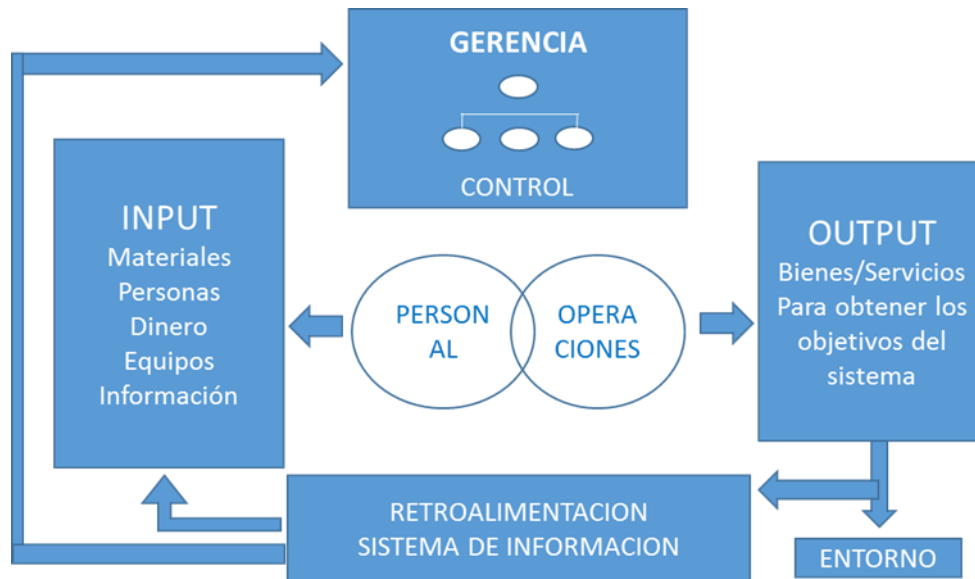 GERENCIA
CONTROL
INPUT
Materiales
Personas
Dinero
Equipos
Información
PERSON
AL
OPERA
CIONES
OUTPUT
Bienes/Servicios
Para obtener los
objetivos del
sistema
RETROALIMENTACION
SISTEMA DE INFORMACION
ENTORNO